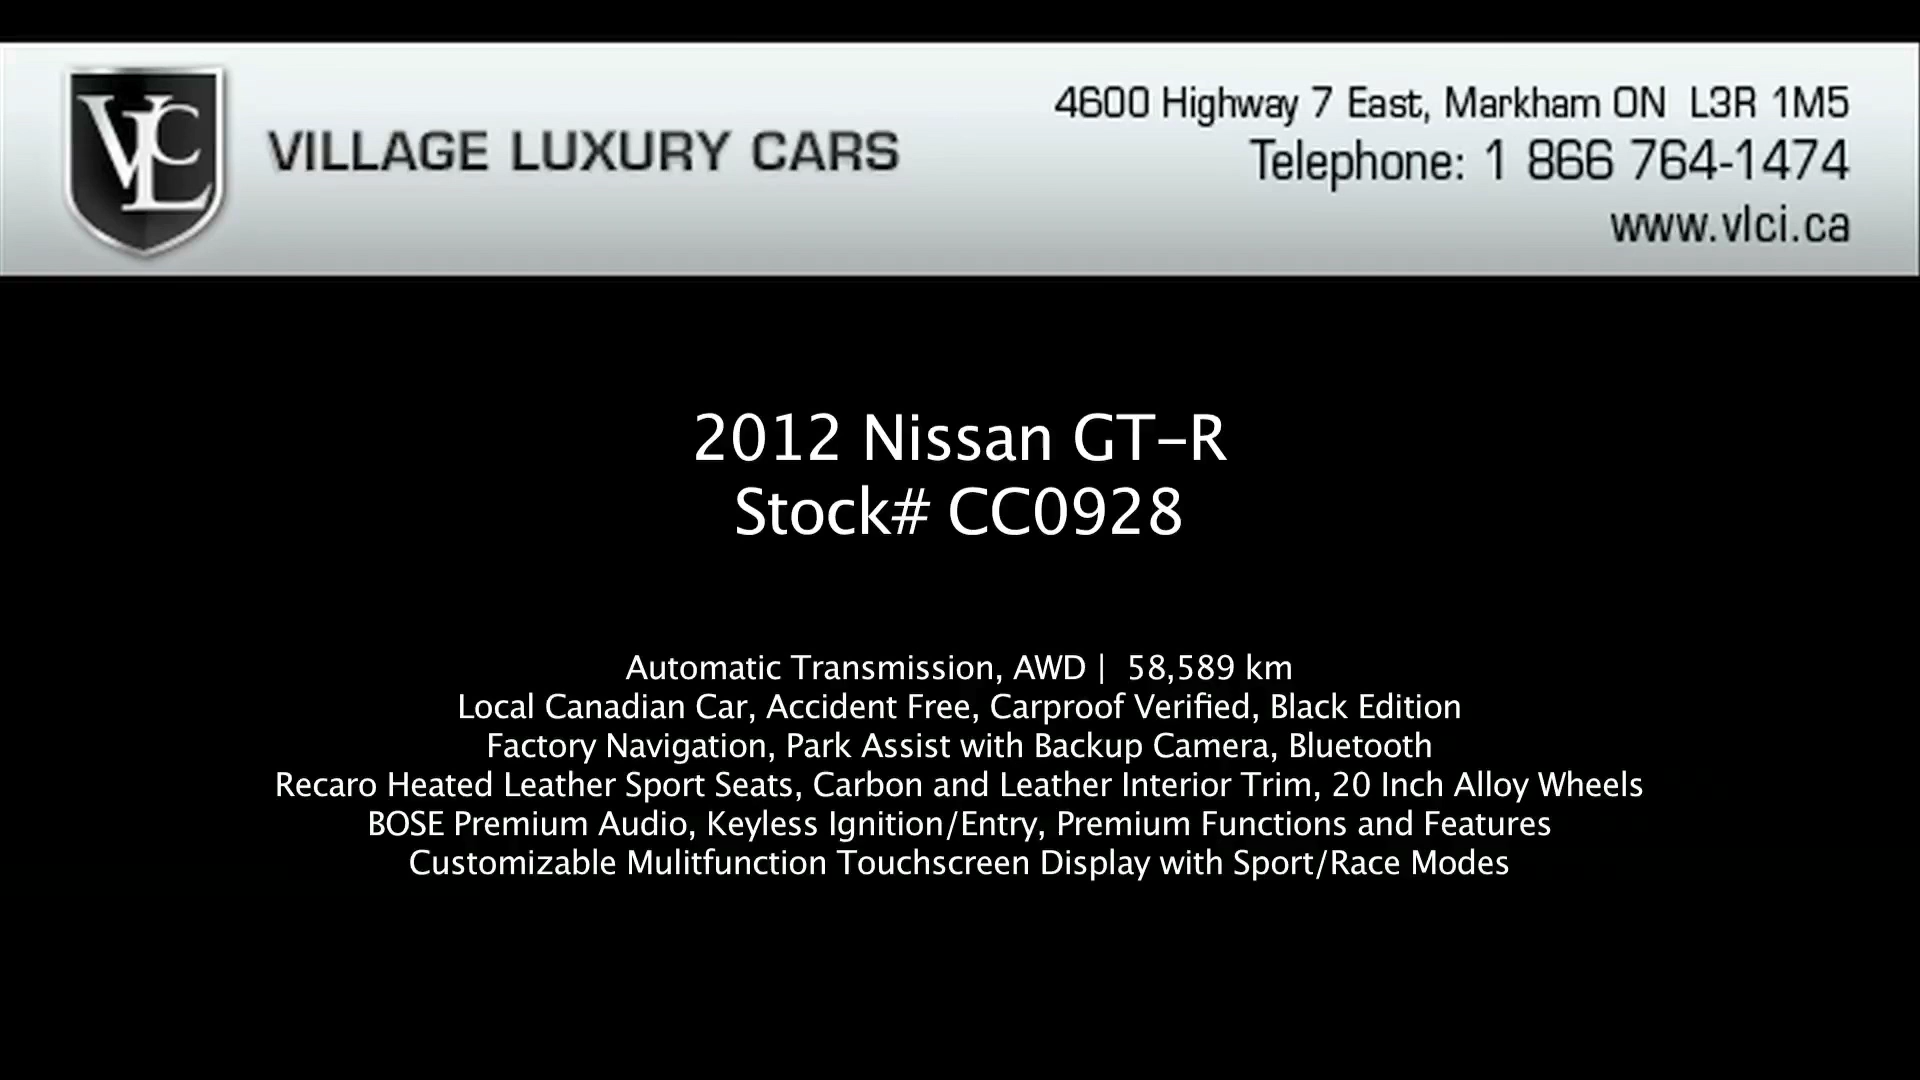 VLC
VILLAGE LUXURY CARS
4600 Highway 7 East, Markham ON L3R 1M5
Telephone: 1 866 764-1474
www.vlci.ca
2012 Nissan GT-R
Stock# CC0928
Automatic Transmission, AWD | 58,589 km
Local Canadian Car, Accident Free, Carproof Verified, Black Edition
Factory Navigation, Park Assist with Backup Camera, Bluetooth
Recaro Heated Leather Sport Seats, Carbon and Leather Interior Trim, 20 Inch Alloy Wheels
BOSE Premium Audio, Keyless Ignition/Entry, Premium Functions and Features
Customizable Mulitfunction Touchscreen Display with Sport/Race Modes